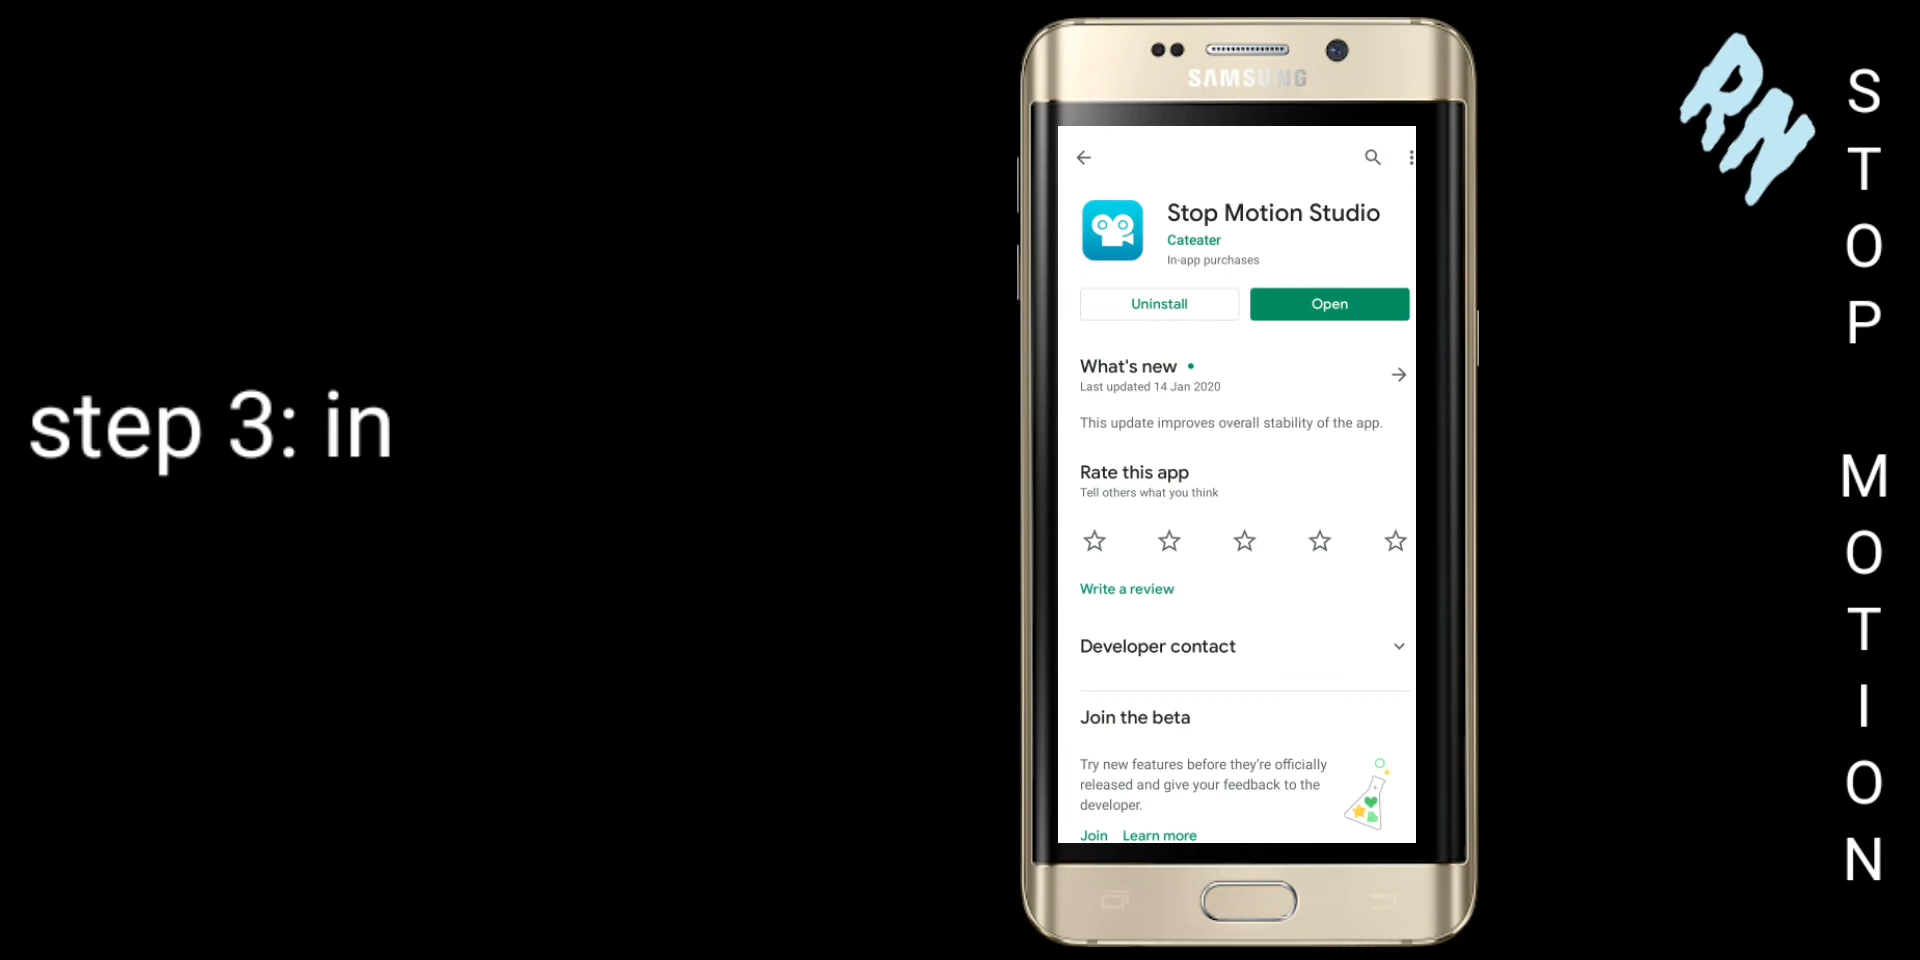 step 3: in
SAMSUNG
Stop Motion Studio
Cateater
In-app purchases
Uninstall
Open
What's new
Last updated 14 Jan 2020
This update improves overall stability of the app.
Rate this app
Tell others what you think
Write a review
Developer contact
Join the beta
Try new features before they're officially
released and give your feedback to the
developer.
Join Learn more
RN
STOP MOTION